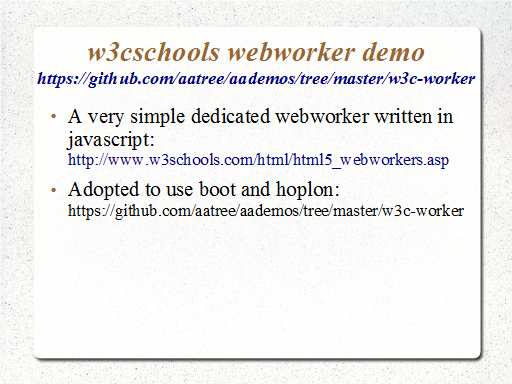 w3cschools webworker demo
https://github.com/aatree/aademos/tree/master/w3c-worker
• A very simple dedicated webworker written in
javascript:
http://www.w3schools.com/html/html5_webworkers.asp
• Adopted to use boot and hoplon:
https://github.com/aatree/aademos/tree/master/w3c-worker